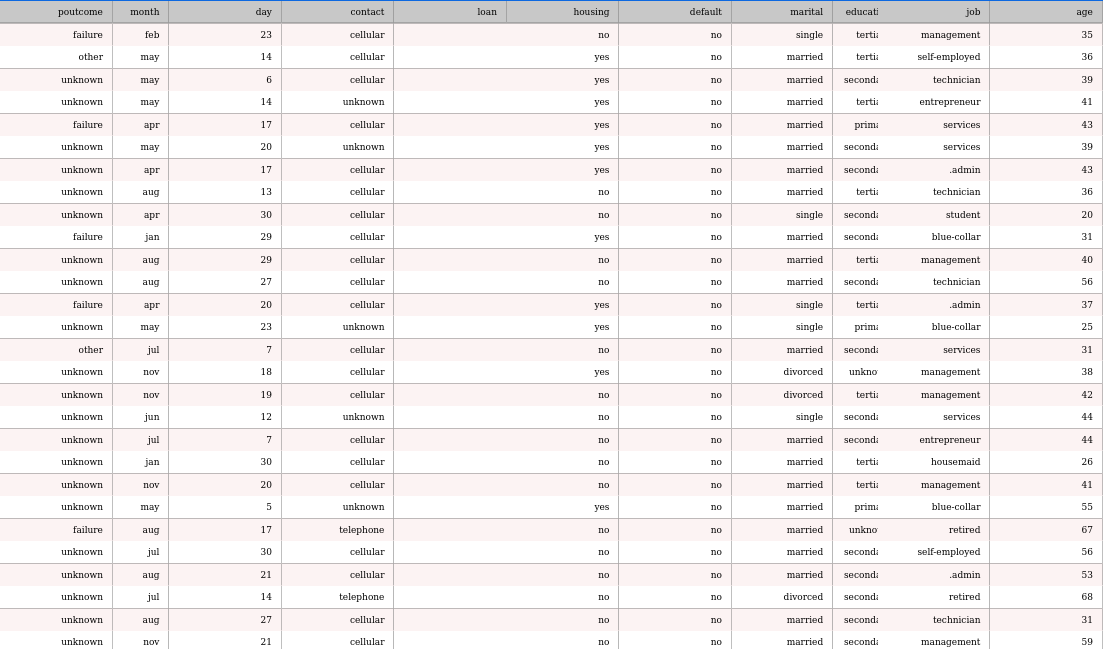 poutcome month day contact loan housing default marital educati job age
failure feb 23 cellular no no single tertia management 35
other may 14 cellular yes no married tertia self-employed 36
unknown may 6 cellular yes no married seconda technician 39
unknown may 14 unknown yes no married tertia entrepreneur 41
failure apr 17 cellular yes no married prima services 43
unknown may 20 unknown yes no married seconda services 39
unknown apr 17 cellular yes no married seconda .admin 43
unknown aug 13 cellular no no married tertia technician 36
unknown apr 30 cellular no no single seconda student 20
failure jan 29 cellular yes no married seconda blue-collar 31
unknown aug 29 cellular no no married tertia management 40
unknown aug 27 cellular no no married seconda technician 56
failure apr 20 cellular yes no single tertia .admin 37
unknown may 23 unknown yes no single prima blue-collar 25
other jul 7 cellular no no married seconda services 31
unknown nov 18 cellular yes no divorced unkno management 38
unknown nov 19 cellular no no divorced tertia management 42
unknown jun 12 unknown no no single seconda services 44
unknown jul 7 cellular no no married seconda entrepreneur 44
unknown jan 30 cellular no no married tertia housemaid 26
unknown nov 20 cellular no no married tertia management 41
unknown may 5 unknown yes no married prima blue-collar 55
failure aug 17 telephone no no married unkno retired 67
unknown jul 30 cellular no no married seconda self-employed 56
unknown aug 21 cellular no no married seconda .admin 53
unknown jul 14 telephone no no divorced seconda retired 68
unknown aug 27 cellular no no married seconda technician 31
unknown nov 21 cellular no no married seconda management 59